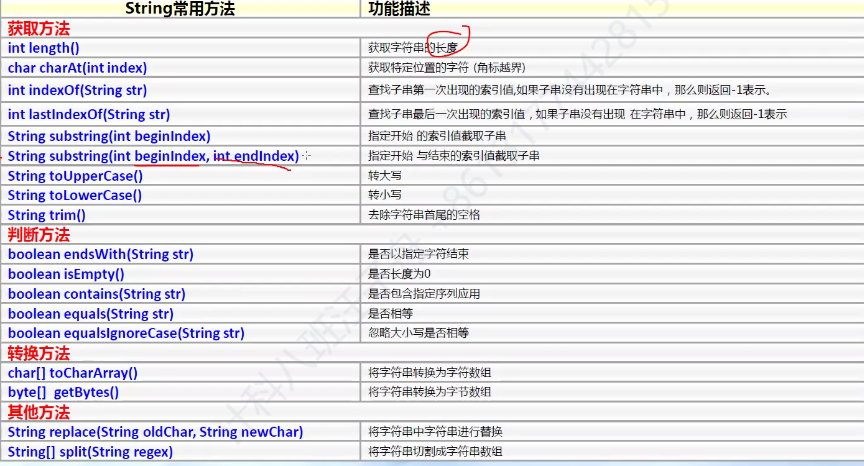 String常用方法 功能描述
获取方法
int length() 获取字符串的长度
char charAt(int index) 获取特定位置的字符 (角标越界)
int indexOf(String str) 查找子串第一次出现的索引值,如果子串没有出现在字符串中，那么则返回-1表示。
int lastIndexOf(String str) 查找子串最后一次出现的索引值，如果子串没有出现 在字符串中，那么则返回-1表示
String substring(int beginIndex) 指定开始 的索引值截取子串
String substring(int beginIndex, int endIndex) 指定开始 与结束的索引值截取子串
String toUpperCase() 转大写
String toLowerCase() 转小写
String trim() 去除字符串首尾的空格
判断方法
boolean endsWith(String str) 是否以指定字符结束
boolean isEmpty() 是否长度为0
boolean contains(String str) 是否包含指定序列应用
boolean equals(String str) 是否相等
boolean equalsIgnoreCase(String str) 忽略大小写是否相等
转换方法
char[] toCharArray() 将字符串转换为字符数组
byte[] getBytes() 将字符串转换为字节数组
其他方法
String replace(String oldChar, String newChar) 将字符串中字符串进行替换
String[] split(String regex) 将字符串切割成字符串数组